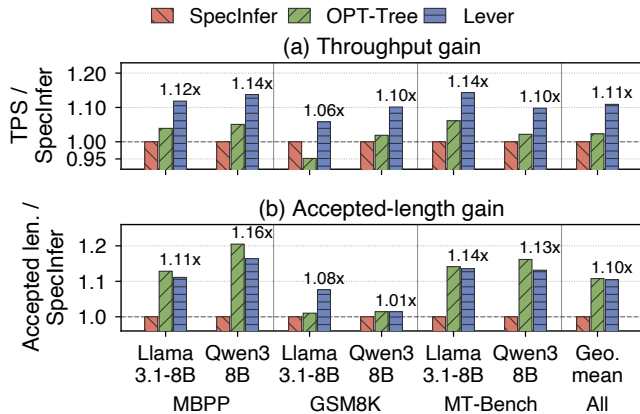 SpecInfer OPT-Tree Lever
(a) Throughput gain
TPS /
SpecInfer
1.20
1.10
1.00
0.95
1.12x
1.14x
1.06x
1.10x
1.14x
1.10x
1.11x
(b) Accepted-length gain
Accepted len. /
SpecInfer
1.2
1.1
1.0
1.11x
1.16x
1.08x
1.01x
1.14x
1.13x
1.10x
Llama Qwen3 Llama Qwen3 Llama Qwen3 Geo.
3.1-8B 8B 3.1-8B 8B 3.1-8B 8B mean
MBPP GSM8K MT-Bench All